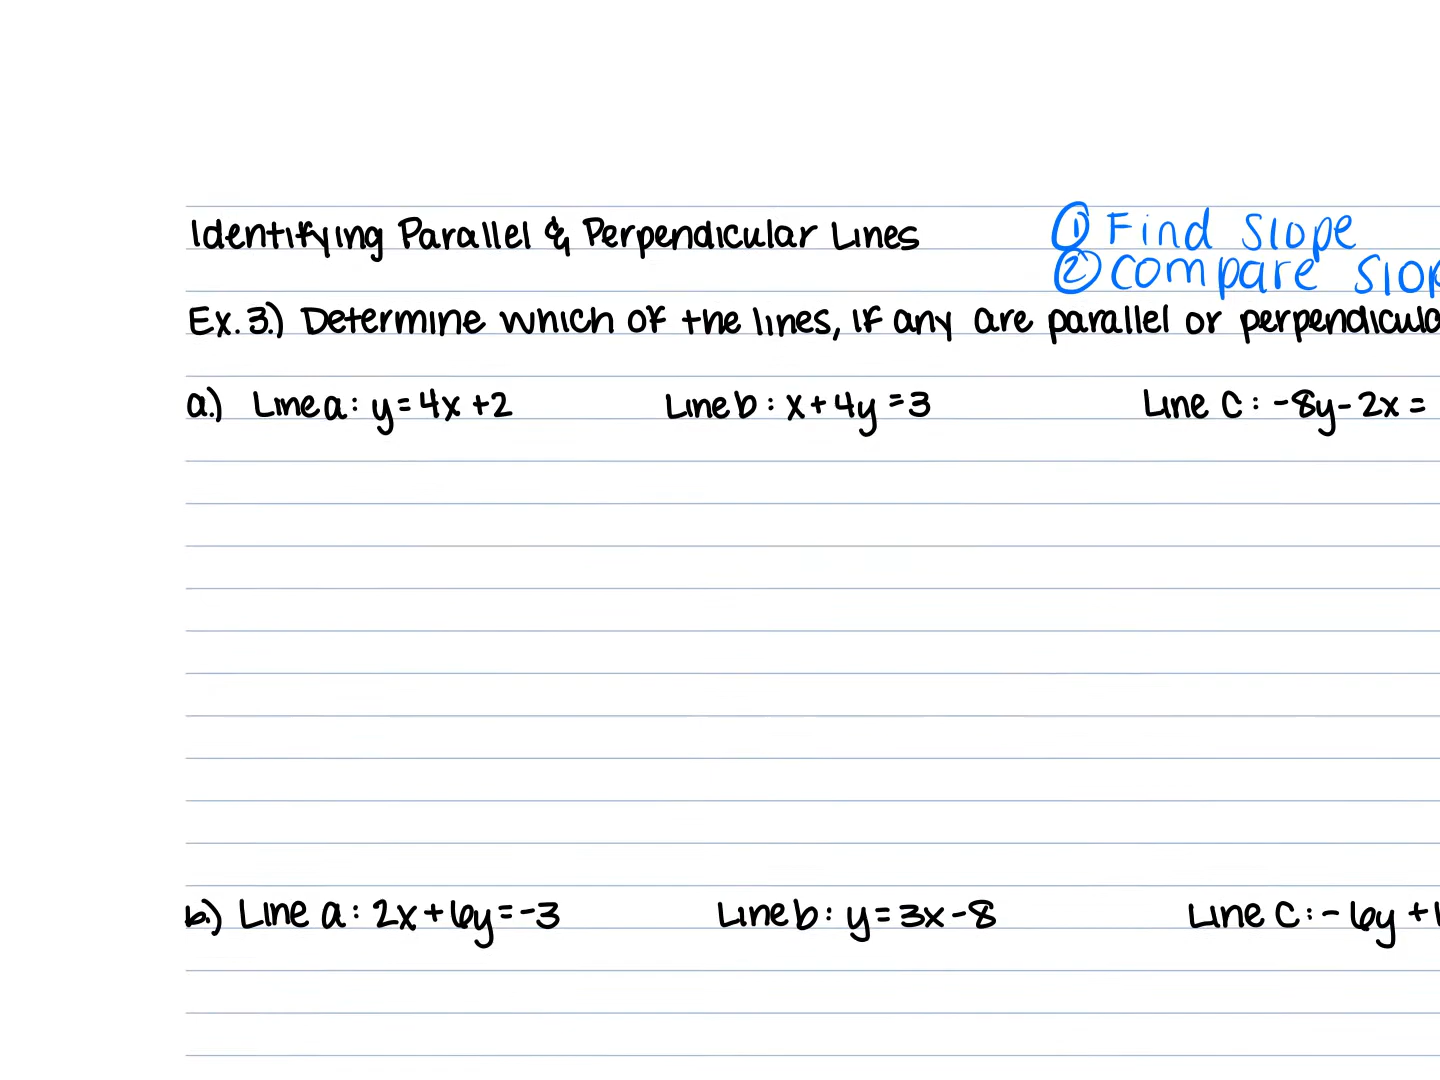 Identifying Parallel & Perpendicular Lines
① Find Slope
② Compare
Ex. 3.) Determine which of the lines, if any are parallel or
a.) Line a: y=4x+2 Line b: x+4y=3 Line C: -8y-2x=
b.) Line a: 2x+6y=-3 Line b: y=3x-8 Line C: -6y+